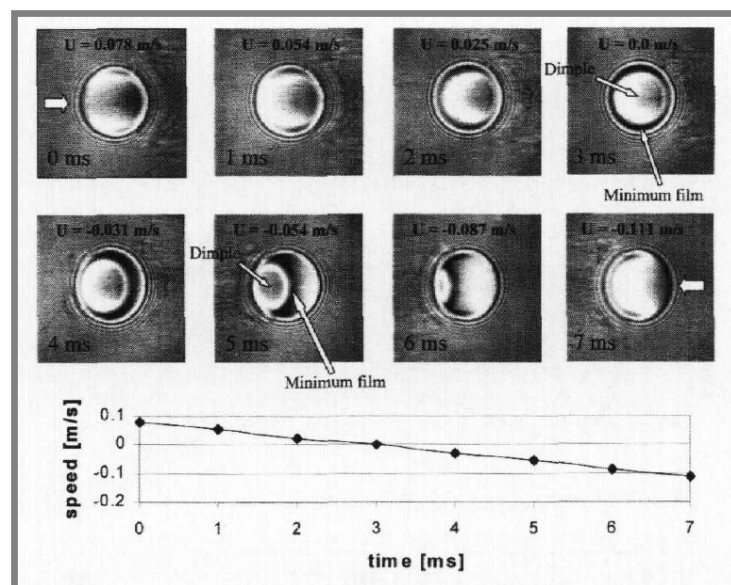 U = 0.078 m/s
U = 0.054 m/s
U = 0.025 m/s
U = 0.0 m/s
Dimple
0 ms
1 ms
2 ms
3 ms
Minimum film
U = -0.031 m/s
U = -0.054 m/s
U = -0.087 m/s
U = -0.111 m/s
Dimple
4 ms
5 ms
6 ms
7 ms
Minimum film
0.1
0
-0.1
-0.2
speed [m/s]
0 1 2 3 4 5 6 7
time [ms]